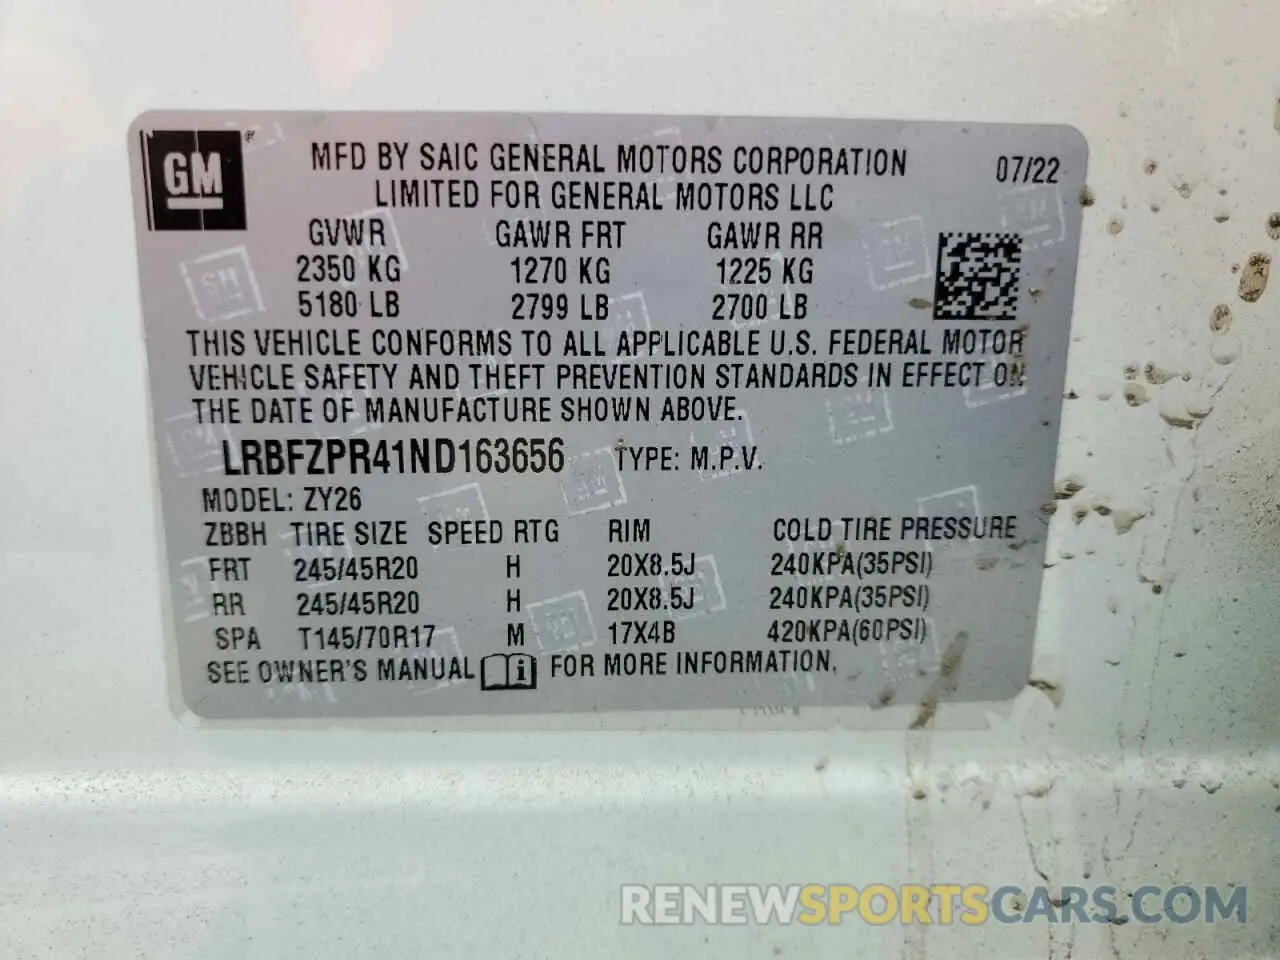 GM
MFD BY SAIC GENERAL MOTORS CORPORATION 07/22
LIMITED FOR GENERAL MOTORS LLC
GVWR GAWR FRT GAWR RR
2350 KG 1270 KG 1225 KG
5180 LB 2799 LB 2700 LB
THIS VEHICLE CONFORMS TO ALL APPLICABLE U.S. FEDERAL MOTOR
VEHICLE SAFETY AND THEFT PREVENTION STANDARDS IN EFFECT ON
THE DATE OF MANUFACTURE SHOWN ABOVE.
LRBFZPR41ND163656 TYPE: M.P.V.
MODEL: ZY26
ZBBH TIRE SIZE SPEED RTG RIM COLD TIRE PRESSURE
FRT 245/45R20 H 20X8.5J 240KPA(35PSI)
RR 245/45R20 H 20X8.5J 240KPA(35PSI)
SPA T145/70R17 M 17X4B 420KPA(60PSI)
SEE OWNER'S MANUAL i FOR MORE INFORMATION.
RENEWSPORTSCARS.COM